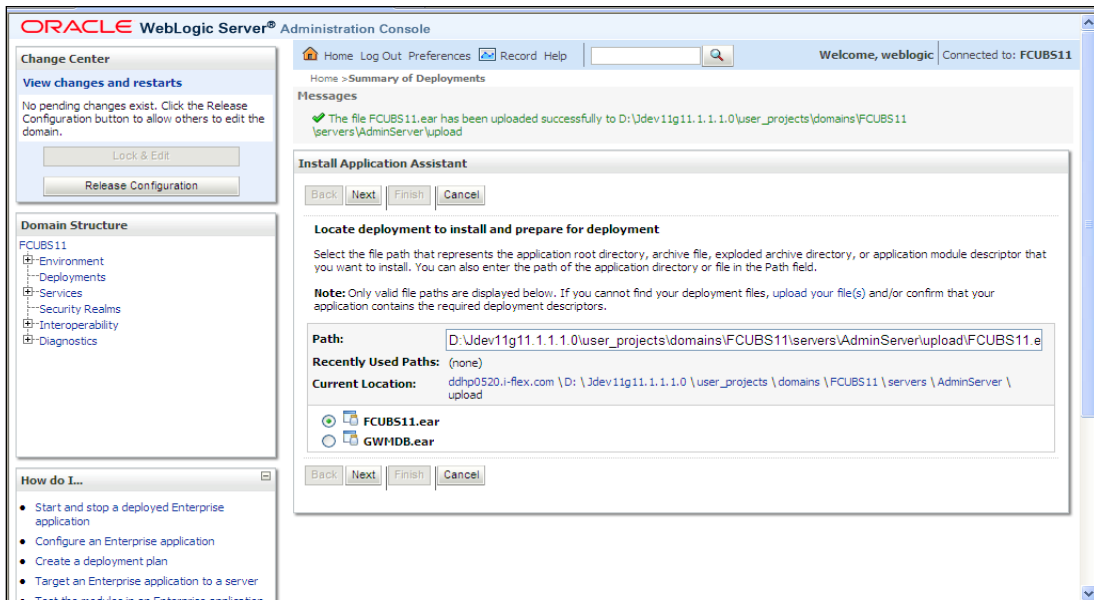 ORACLE WebLogic Server® Administration Console
Change Center
View changes and restarts
No pending changes exist. Click the Release
Configuration button to allow others to edit the
domain.
Lock & Edit
Release Configuration
Domain Structure
FCUBS11
Environment
Deployments
Services
Security Realms
Interoperability
Diagnostics
How do I...
Start and stop a deployed Enterprise
application
Configure an Enterprise application
Create a deployment plan
Target an Enterprise application to a server
Test the modules in an Enterprise application
Home Log Out Preferences Record Help
Welcome, weblogic Connected to: FCUBS11
Home >Summary of Deployments
Messages
The file FCUBS11.ear has been uploaded successfully to D:\Jdev11g11.1.1.1.0\user_projects\domains\FCUBS11
\servers\AdminServer\upload
Install Application Assistant
Back Next Finish Cancel
Locate deployment to install and prepare for deployment
Select the file path that represents the application root directory, archive file, exploded archive directory, or application module descriptor that
you want to install. You can also enter the path of the application directory or file in the Path field.
Note: Only valid file paths are displayed below. If you cannot find your deployment files, upload your file(s) and/or confirm that your
application contains the required deployment descriptors.
Path: D:\Jdev11g11.1.1.1.0\user_projects\domains\FCUBS11\servers\AdminServer\upload\FCUBS11.e
Recently Used Paths: (none)
Current Location: ddhp0520.i-flex.com \D: \Jdev11g11.1.1.1.0 \user_projects \domains \FCUBS11 \servers \AdminServer \
upload
FCUBS11.ear
GWMDB.ear
Back Next Finish Cancel